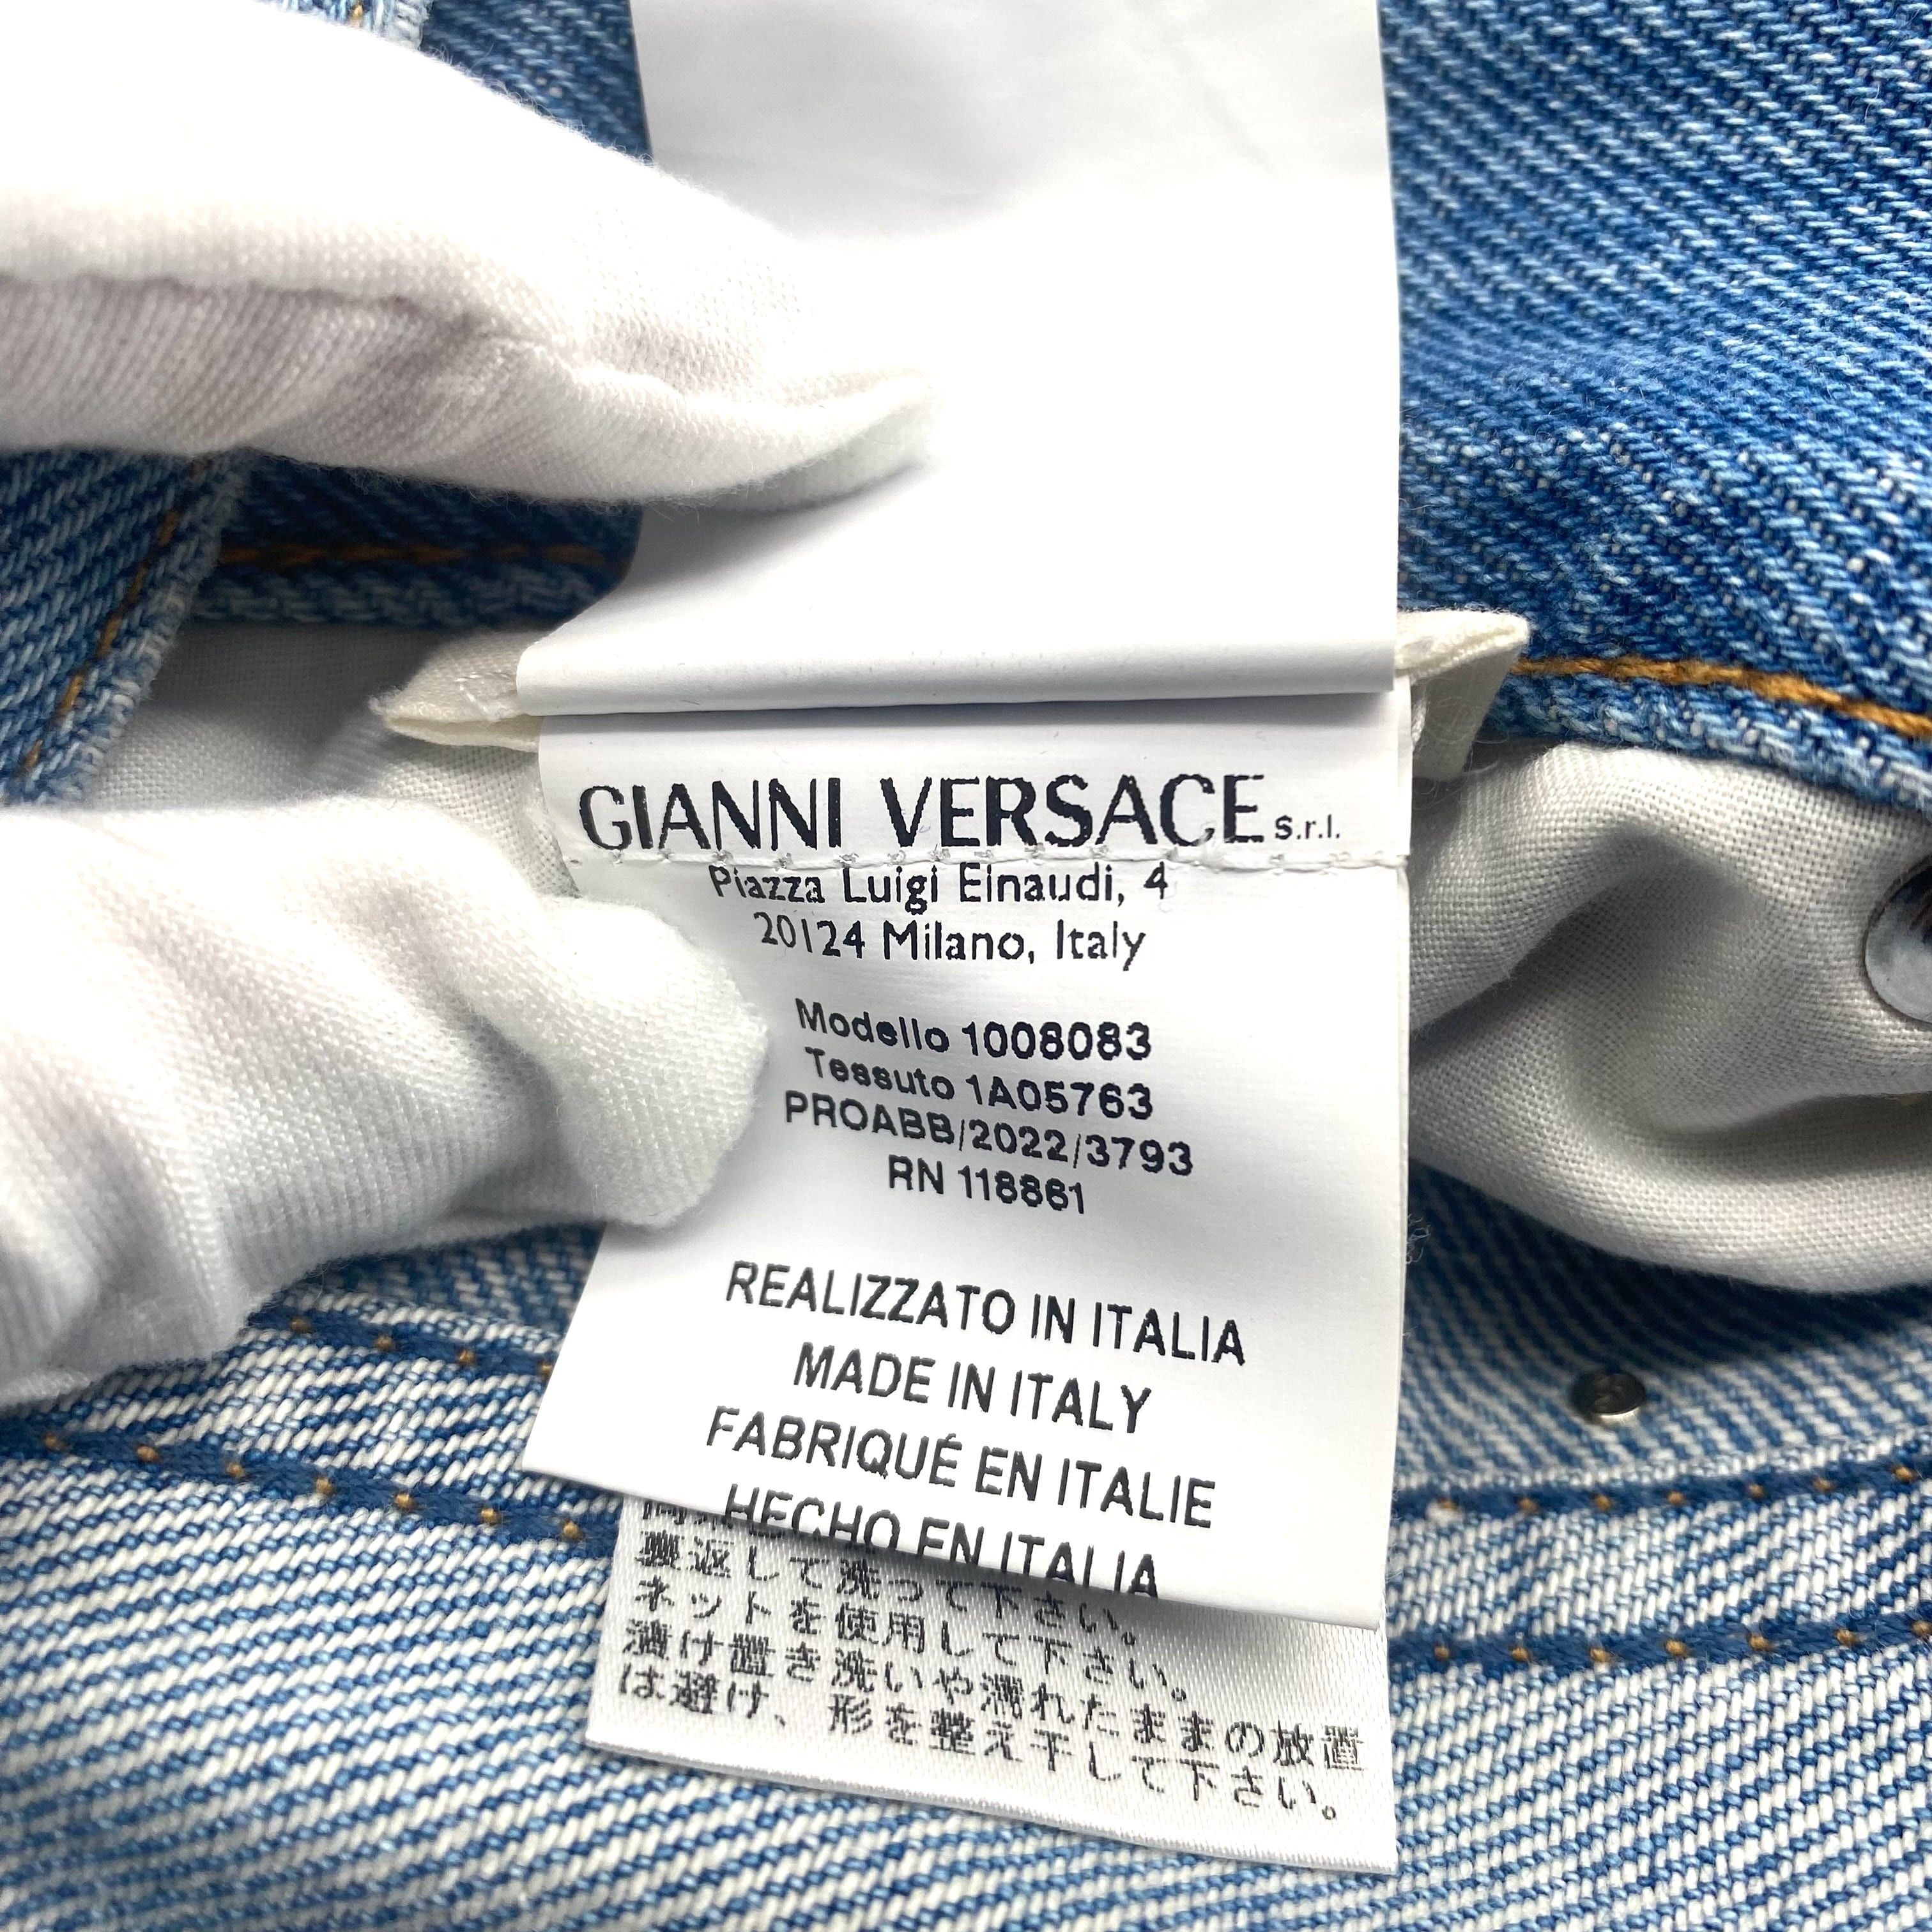 GIANNI VERSACE S.r.l.
Piazza Luigi Einaudi, 4
20124 Milano, Italy
Modello 1008083
Tessuto 1A05763
PROABB/2022/3793
RN 118861
REALIZZATO IN ITALIA
MADE IN ITALY
FABRIQUÉ EN ITALIE
HECHO EN ITALIA
裏返して洗って下さい。
ネットを使用して下さい。
漬け置き洗いや濡れたままの放置
は避け、形を整え干して下さい。